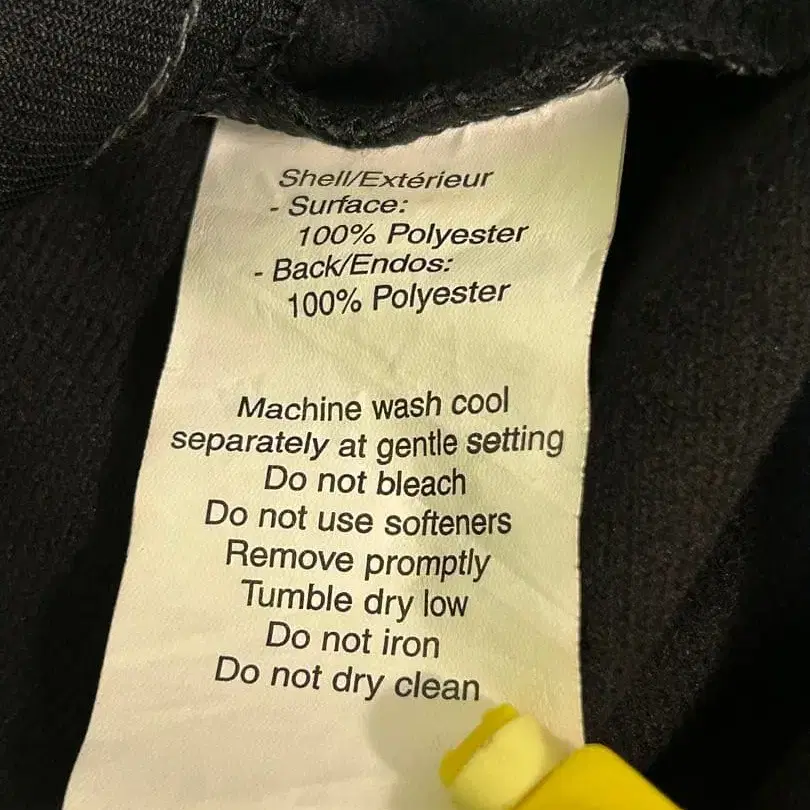 Shell/Extérieur
- Surface:
100% Polyester
- Back/Endos:
100% Polyester
Machine wash cool
separately at gentle setting
Do not bleach
Do not use softeners
Remove promptly
Tumble dry low
Do not iron
Do not dry clean